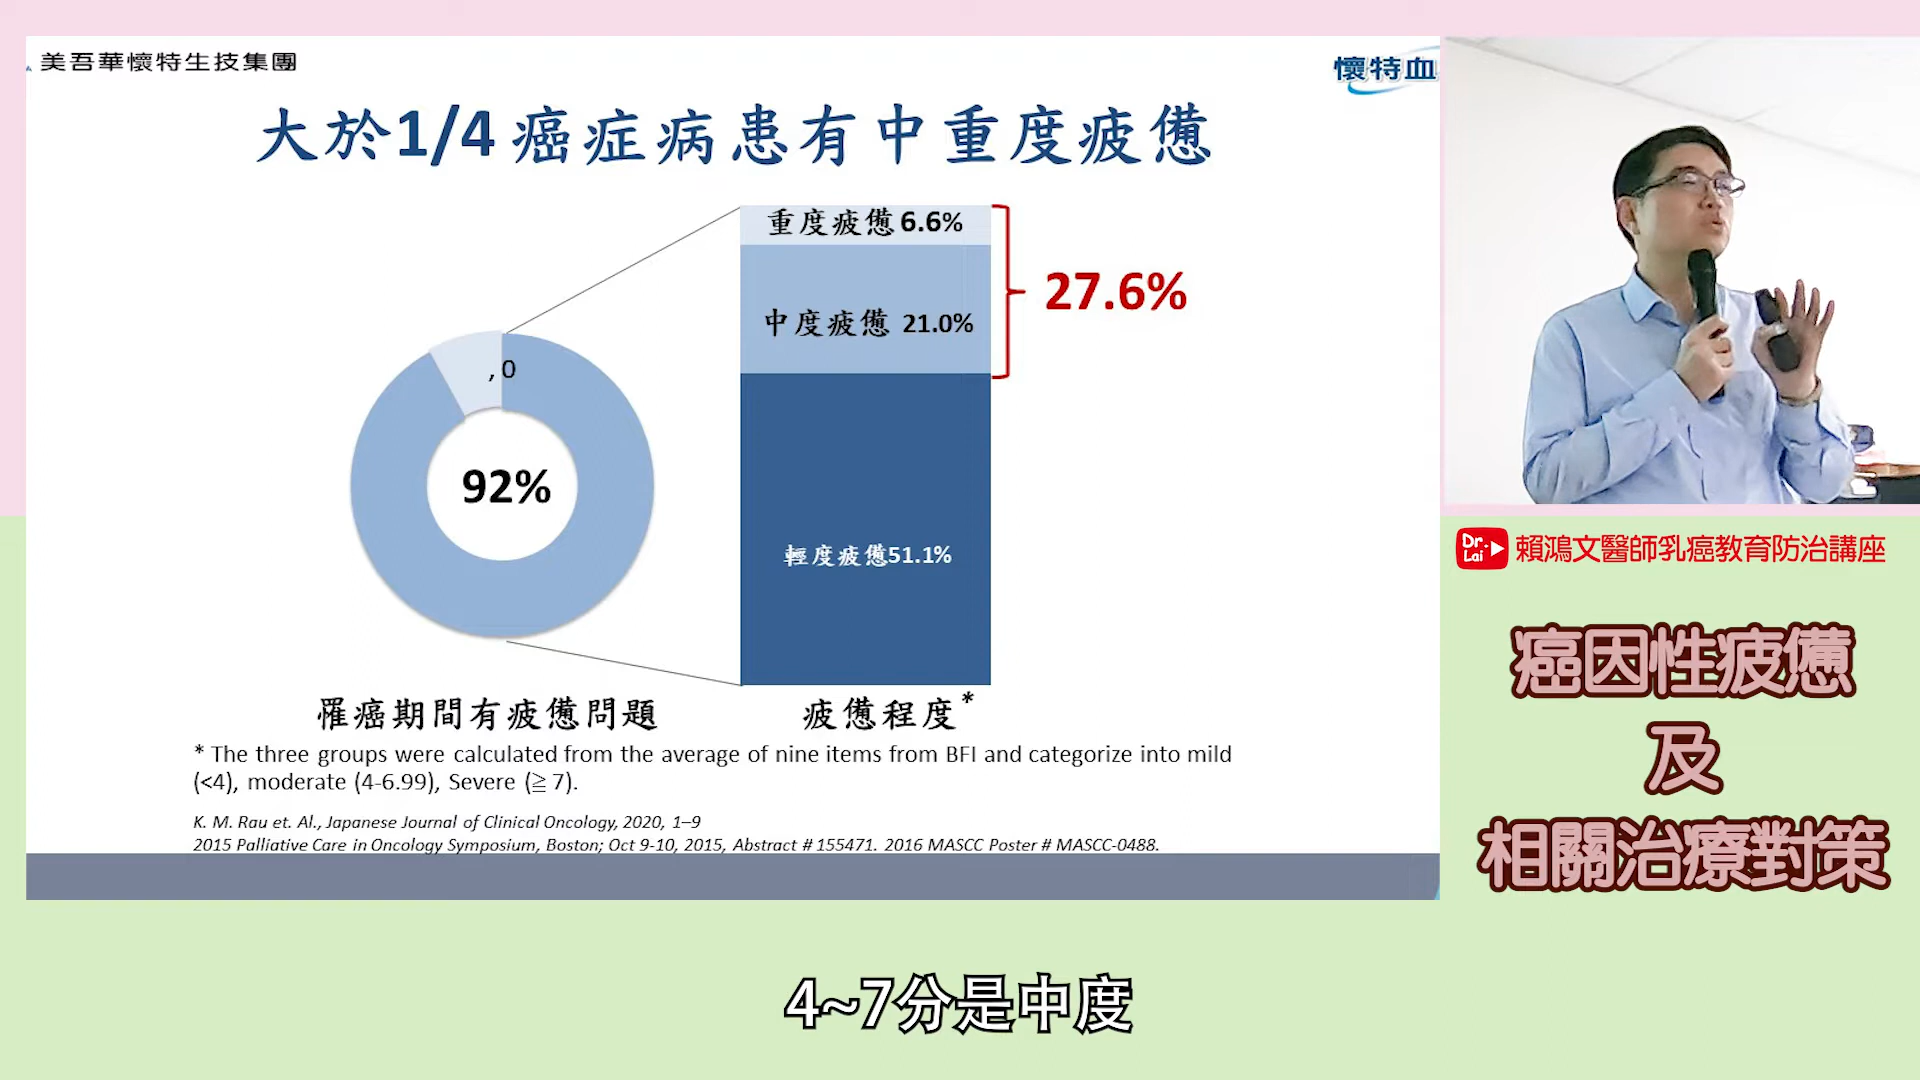 美吾華懷特生技集團
懷特血
大於1/4癌症病患有中重度疲憊
重度疲憊 6.6%
27.6%
中度疲憊 21.0%
, 0
92%
輕度疲憊51.1%
罹癌期間有疲憊問題
疲憊程度*
* The three groups were calculated from the average of nine items from BFI and categorize into mild
(<4), moderate (4-6.99), Severe (≧7).
K. M. Rau et. Al., Japanese Journal of Clinical Oncology, 2020, 1–9
2015 Palliative Care in Oncology Symposium, Boston; Oct 9-10, 2015, Abstract # 155471. 2016 MASCC Poster # MASCC-0488.
Dr. Lai
賴鴻文醫師乳癌教育防治講座
癌因性疲憊
及
相關治療對策
4~7分是中度